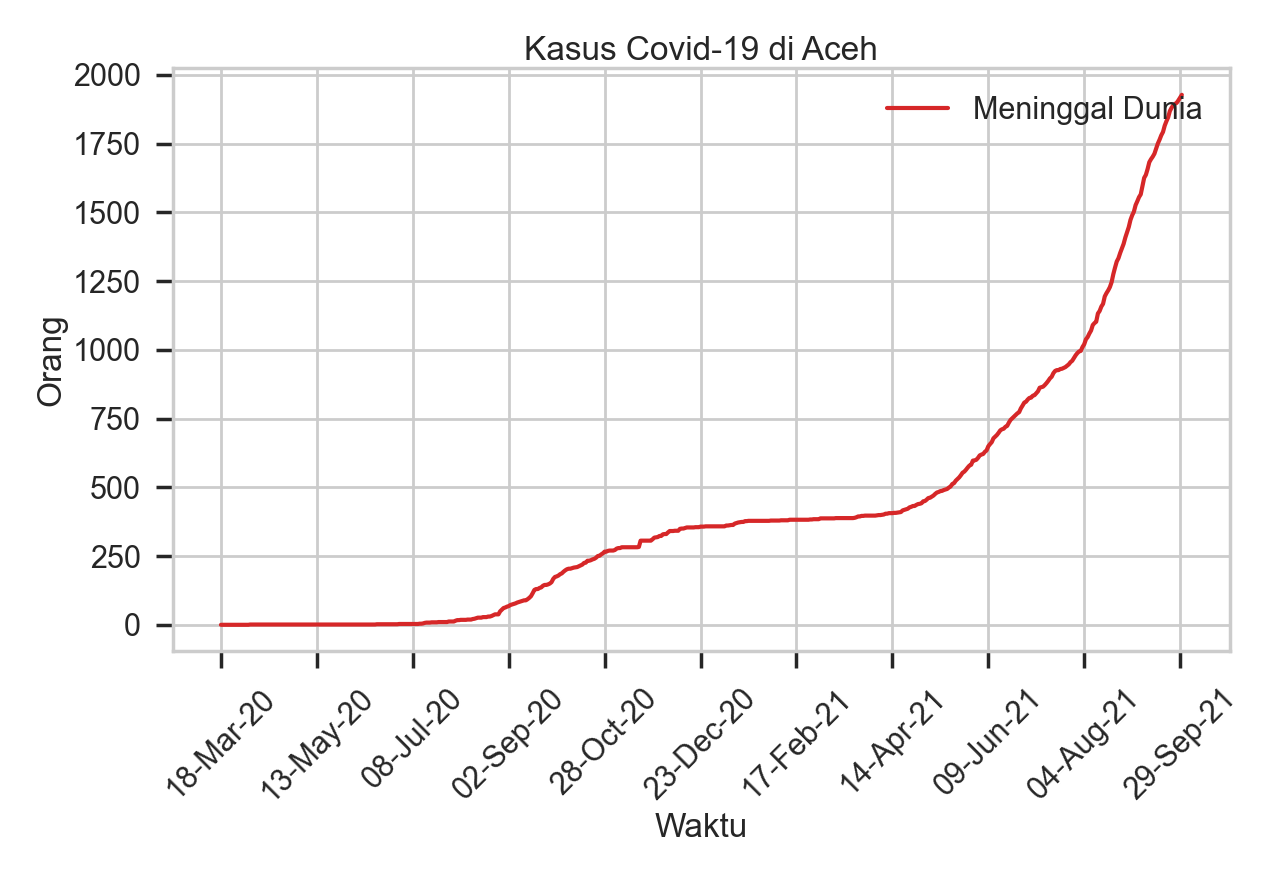 Kasus Covid-19 di Aceh
Meninggal Dunia
2000
1750
1500
1250
1000
750
500
250
0
Orang
18-Mar-20
13-May-20
08-Jul-20
02-Sep-20
28-Oct-20
23-Dec-20
17-Feb-21
14-Apr-21
09-Jun-21
04-Aug-21
29-Sep-21
Waktu